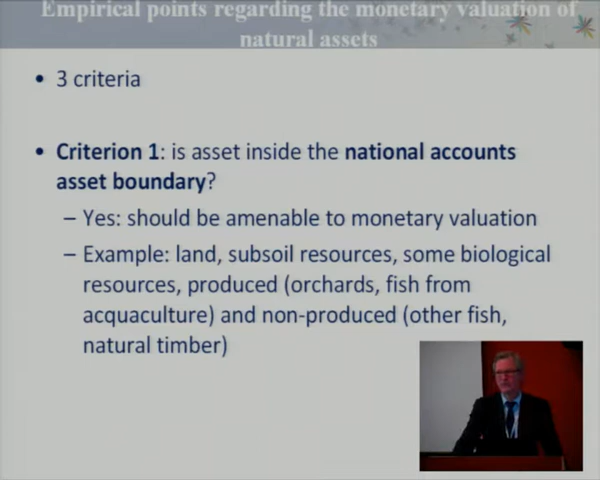 Empirical points regarding the monetary valuation of
natural assets
• 3 criteria
• Criterion 1: is asset inside the national accounts
asset boundary?
– Yes: should be amenable to monetary valuation
– Example: land, subsoil resources, some biological
resources, produced (orchards, fish from
acquaculture) and non-produced (other fish,
natural timber)